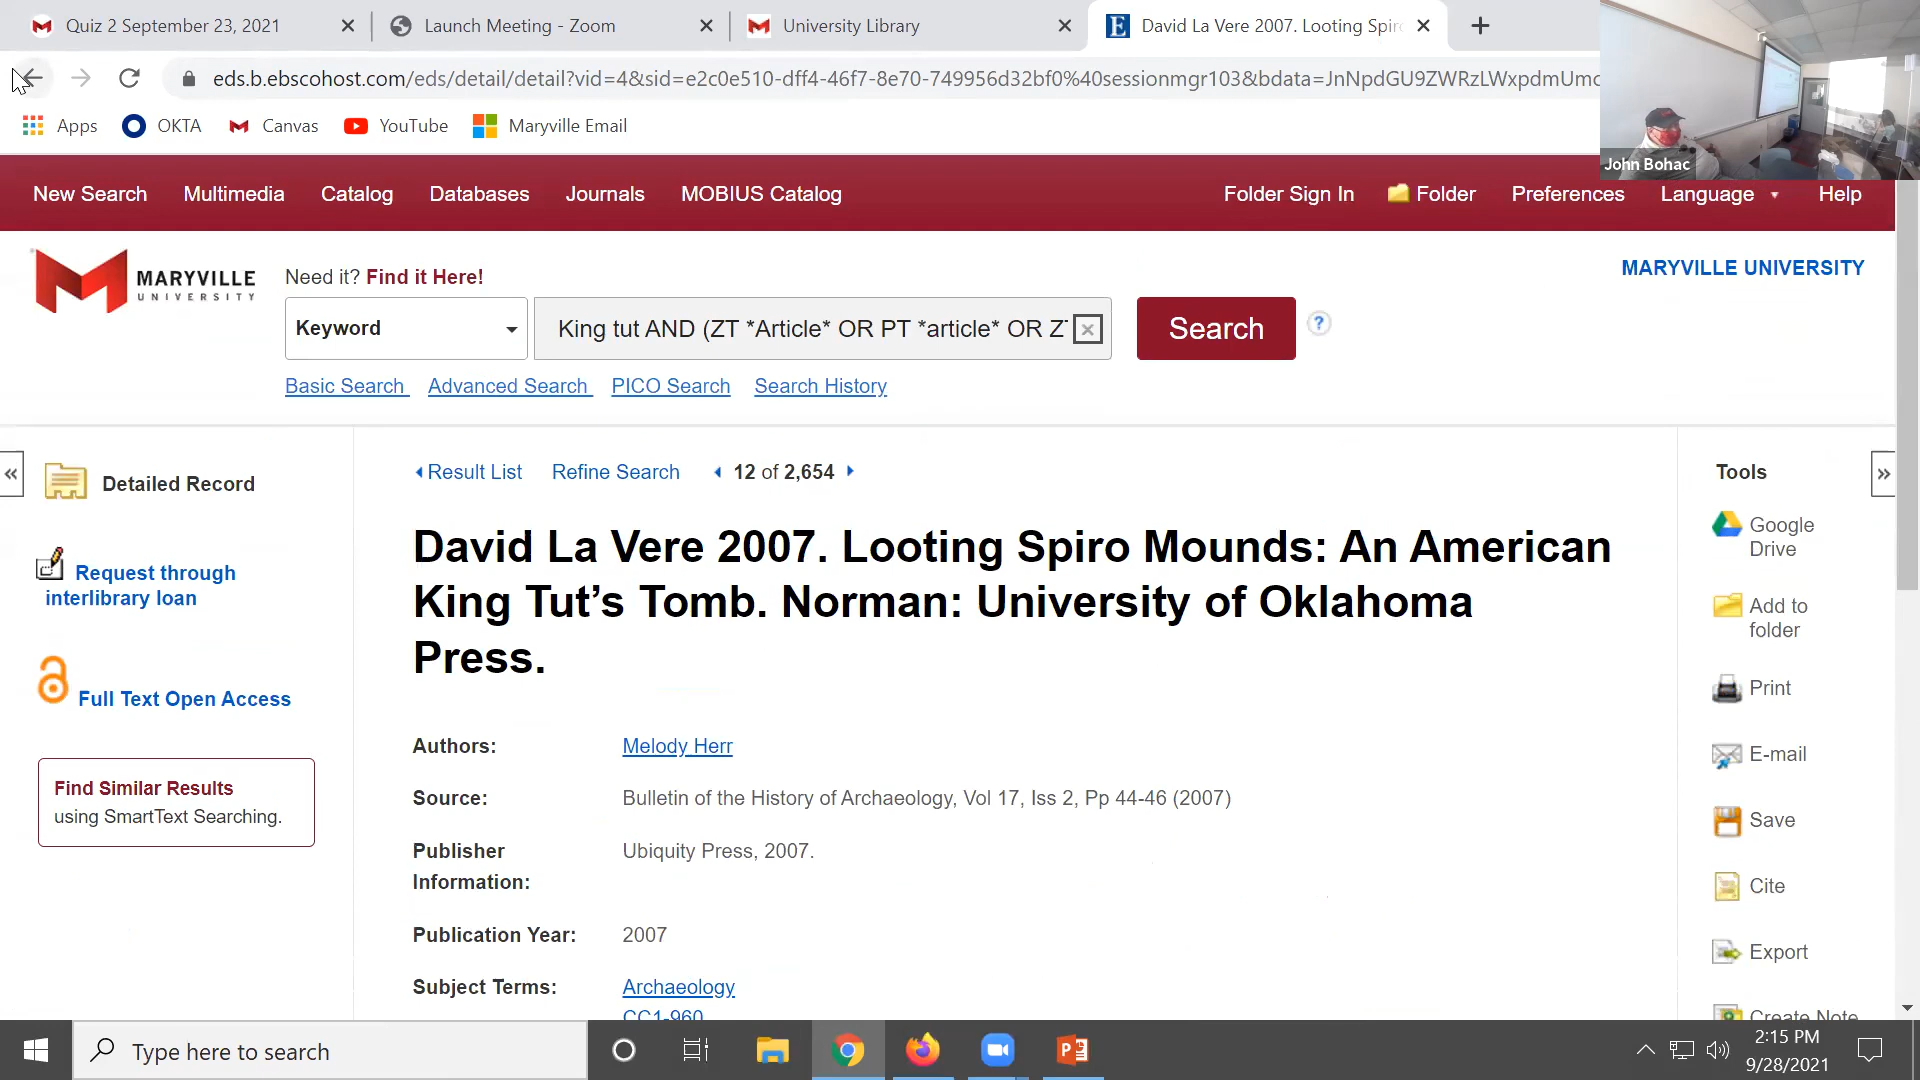 Quiz 2 September 23, 2021
Launch Meeting - Zoom
University Library
David La Vere 2007. Looting Spiro
eds.b.ebscohost.com/eds/detail/detail?vid=4&sid=e2c0e510-dff4-46f7-8e70-749956d32bf0%40sessionmgr103&bdata=JnNpdGU9ZWRzLWxpdmUmc
Apps
OKTA
Canvas
YouTube
Maryville Email
John Bohac
New Search
Multimedia
Catalog
Databases
Journals
MOBIUS Catalog
Folder Sign In
Folder
Preferences
Language
Help
MARYVILLE
UNIVERSITY
Need it? Find it Here!
MARYVILLE UNIVERSITY
Keyword
King tut AND (ZT *Article* OR PT *article* OR ZT
Search
?
Basic Search
Advanced Search
PICO Search
Search History
Detailed Record
Request through
interlibrary loan
Full Text Open Access
Find Similar Results
using SmartText Searching.
Result List
Refine Search
12 of 2,654
David La Vere 2007. Looting Spiro Mounds: An American
King Tut’s Tomb. Norman: University of Oklahoma
Press.
Authors:
Melody Herr
Source:
Bulletin of the History of Archaeology, Vol 17, Iss 2, Pp 44-46 (2007)
Publisher
Information:
Ubiquity Press, 2007.
Publication Year:
2007
Subject Terms:
Archaeology
CC1-960
Tools
Google
Drive
Add to
folder
Print
E-mail
Save
Cite
Export
Create Note
Type here to search
2:15 PM
9/28/2021